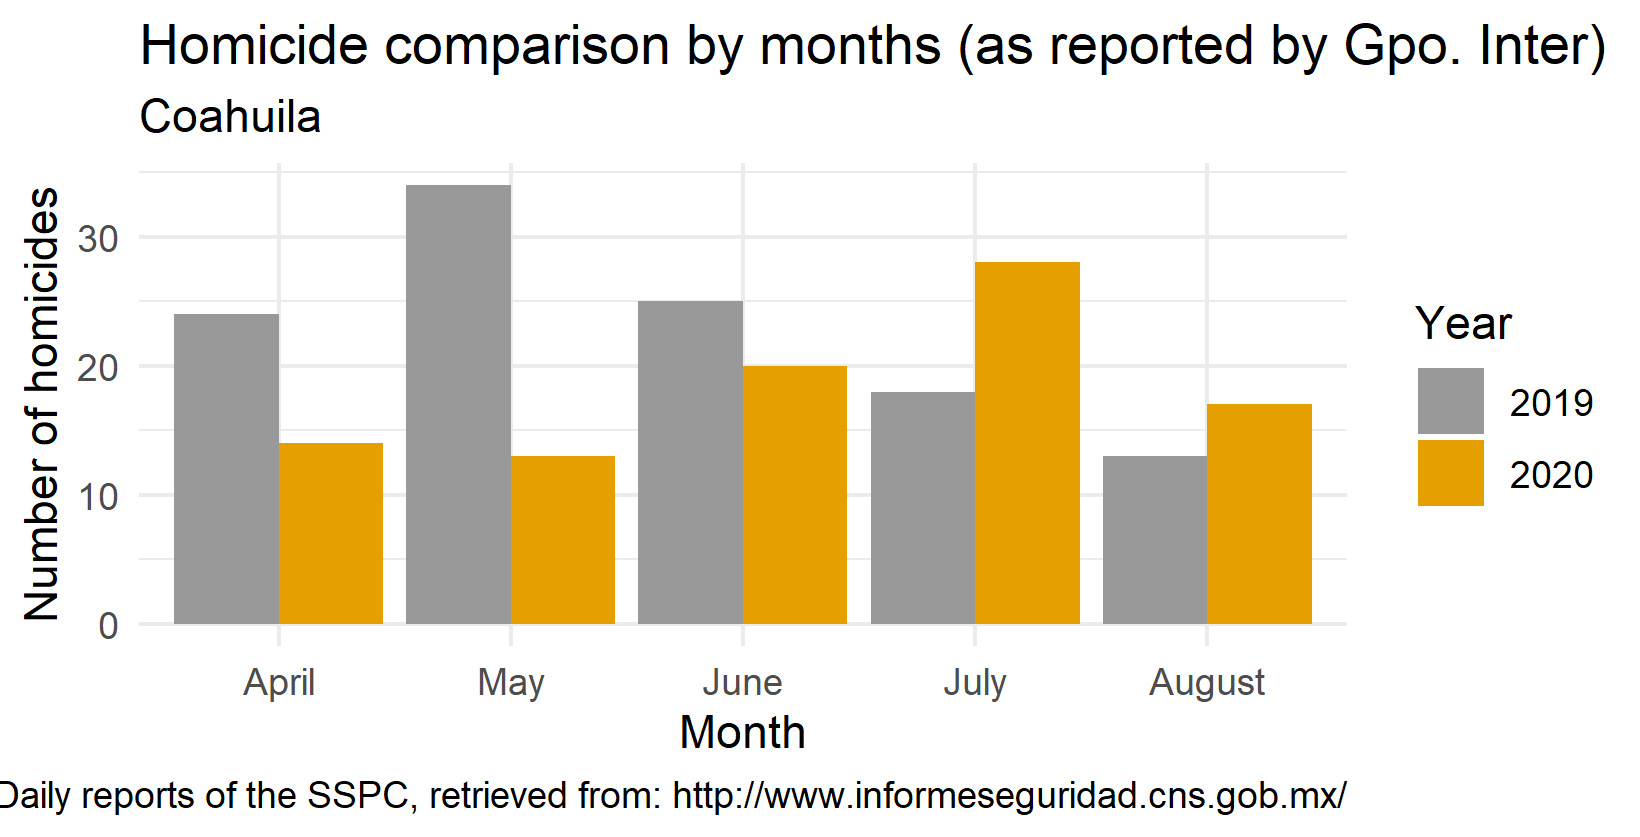 Homicide comparison by months (as reported by Gpo. Inter)
Coahuila
Number of homicides
30
20
10
0
April May June July August
Month
Year
2019
2020
Daily reports of the SSPC, retrieved from: http://www.informeseguridad.cns.gob.mx/